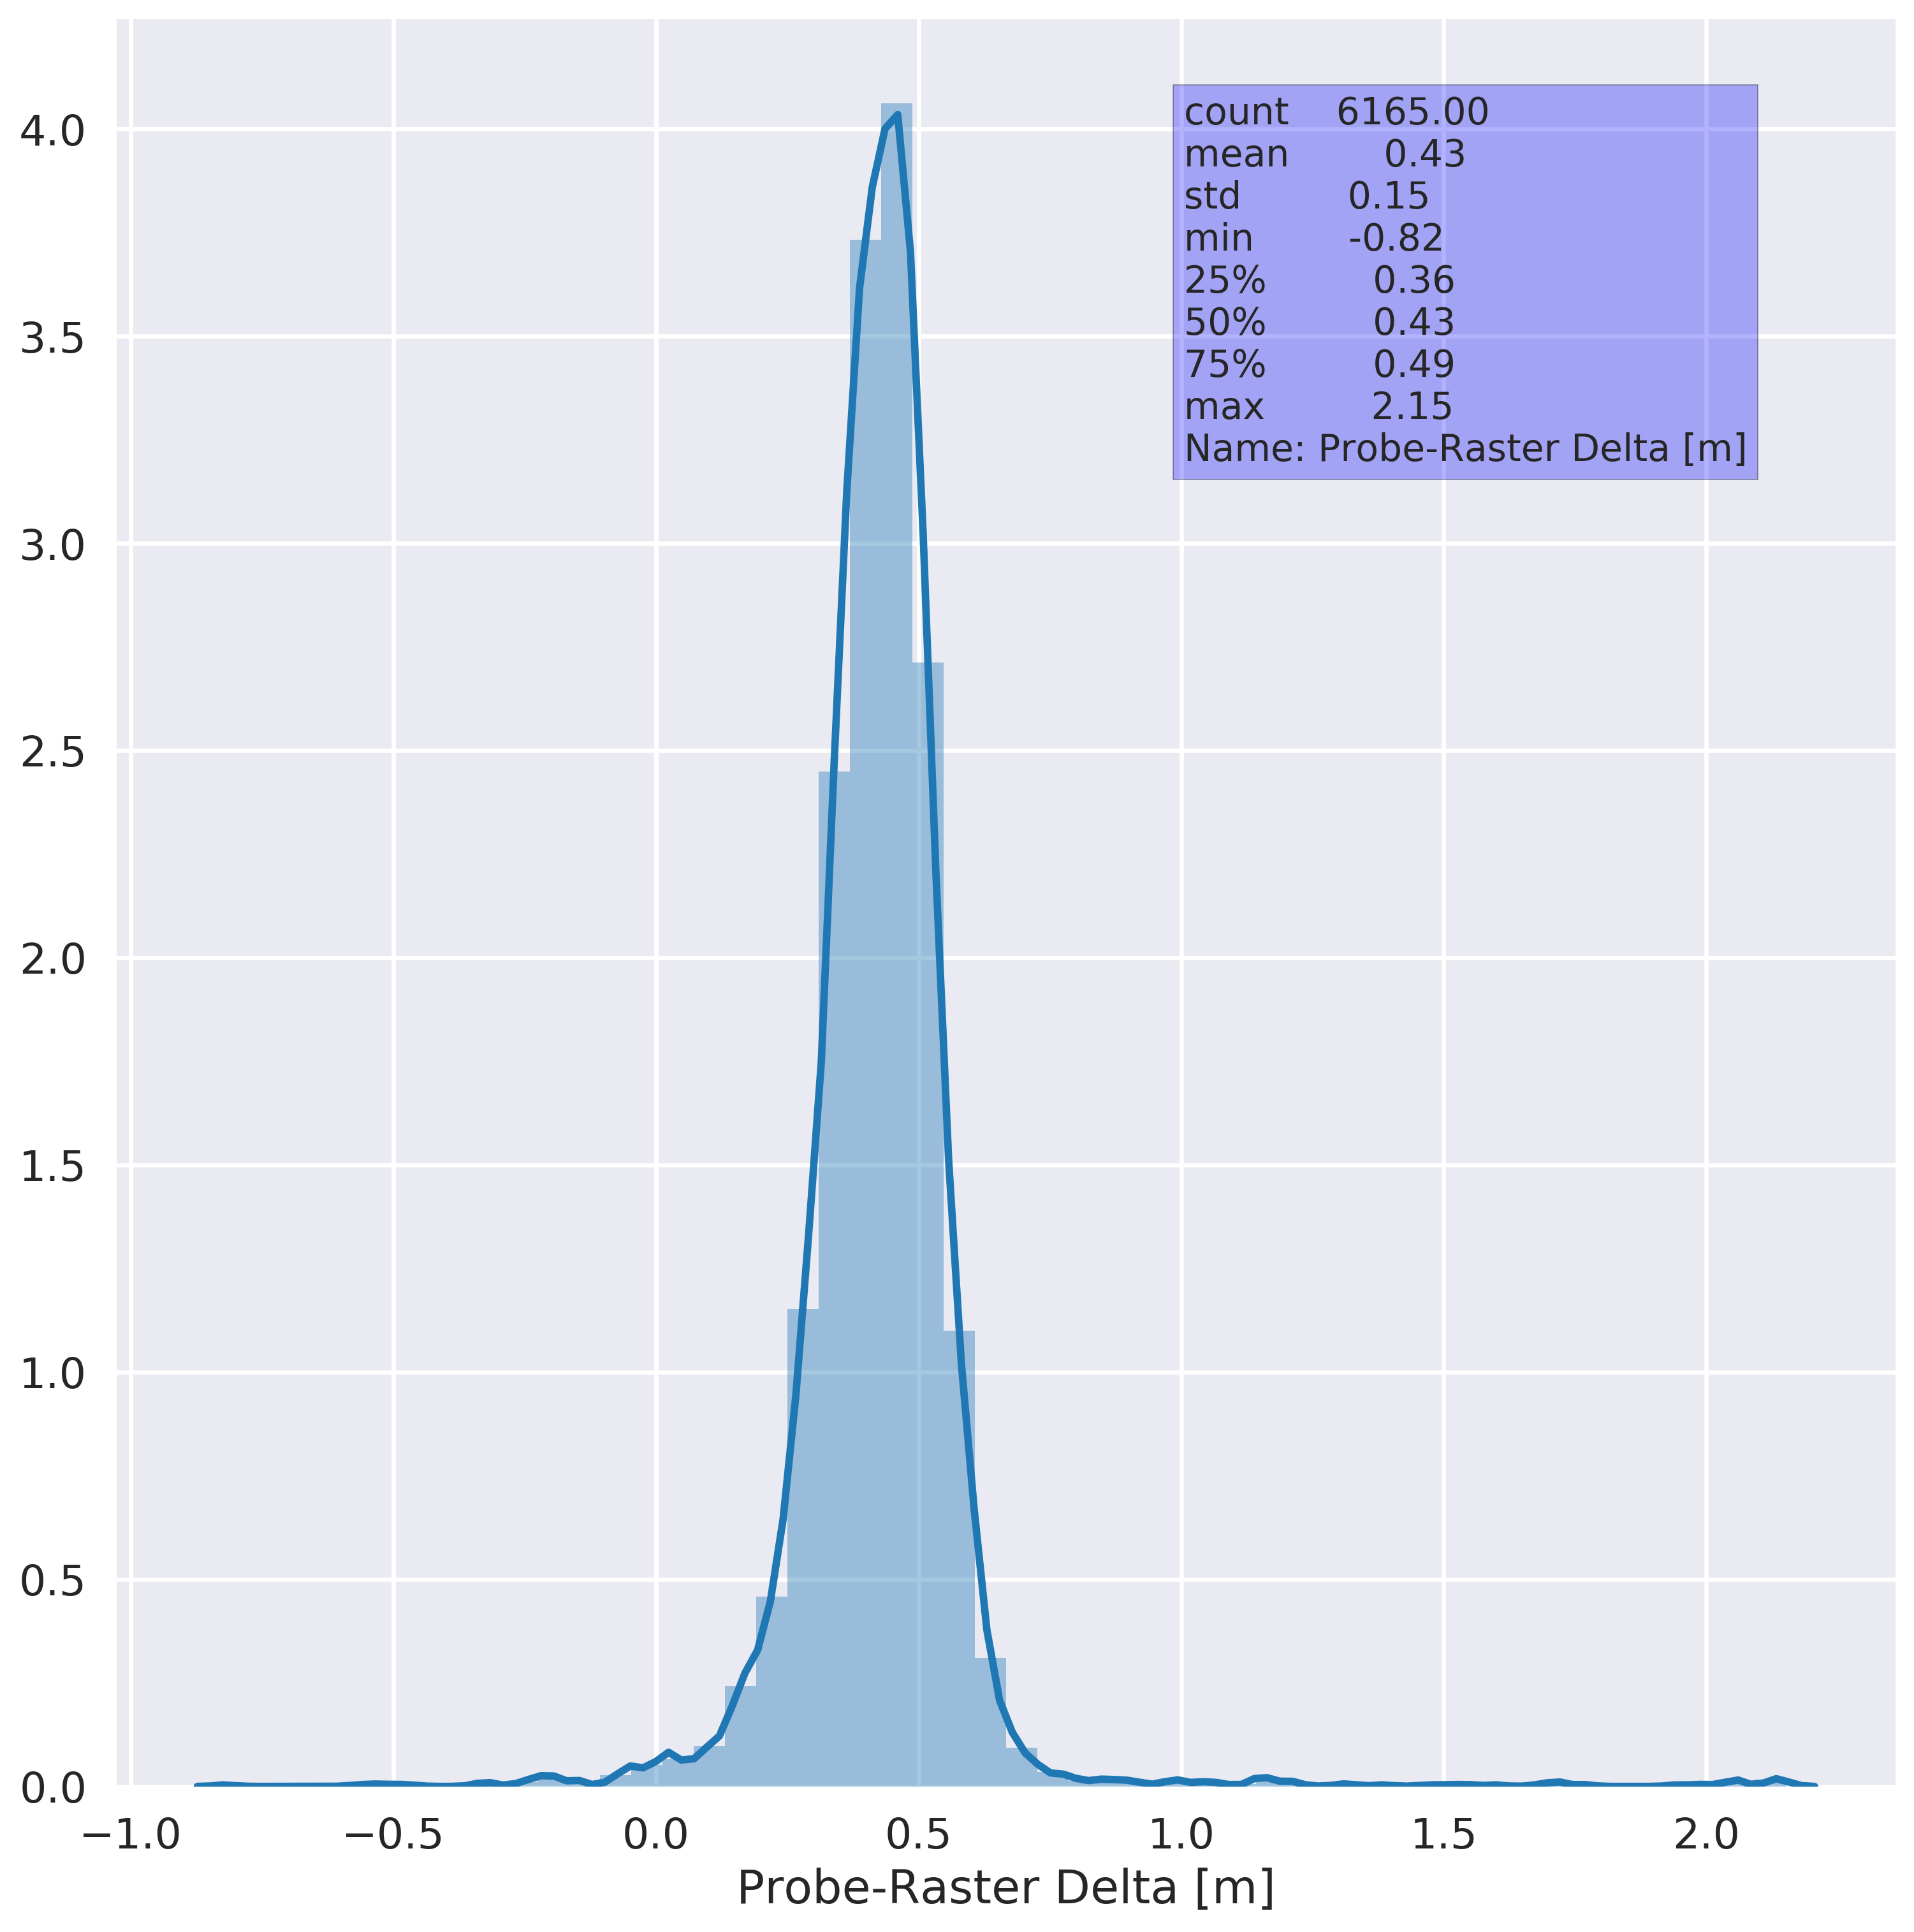 4.0
3.5
3.0
2.5
2.0
1.5
1.0
0.5
0.0
count 6165.00
mean 0.43
std 0.15
min -0.82
25% 0.36
50% 0.43
75% 0.49
max 2.15
Name: Probe-Raster Delta [m]
−1.0 −0.5 0.0 0.5 1.0 1.5 2.0
Probe-Raster Delta [m]